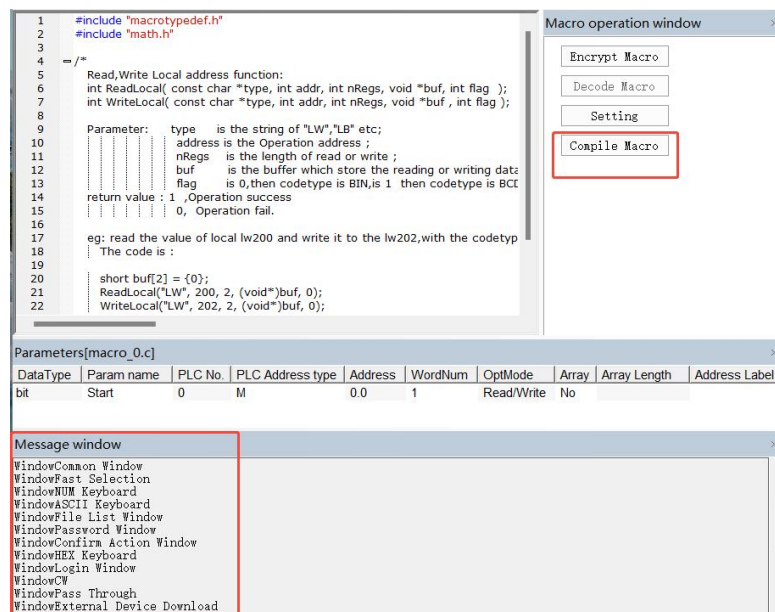 Macro operation window
1 #include "macrotypedef.h"
2 #include "math.h"
3
4 /*
5 Read,Write Local address function:
6 int ReadLocal( const char *type, int addr, int nRegs, void *buf, int flag );
7 int WriteLocal( const char *type, int addr, int nRegs, void *buf , int flag );
8
9 Parameter: type is the string of "LW","LB" etc;
10 address is the Operation address ;
11 nRegs is the length of read or write ;
12 buf is the buffer which store the reading or writing data
13 flag is 0,then codetype is BIN,is 1 then codetype is BCD
14 return value : 1 ,Operation success
15 0, Operation fail.
16
17 eg: read the value of local lw200 and write it to the lw202,with the codetyp
18 The code is :
19
20 short buf[2] = {0};
21 ReadLocal("LW", 200, 2, (void*)buf, 0);
22 WriteLocal("LW", 202, 2, (void*)buf, 0);
Encrypt Macro
Decode Macro
Setting
Compile Macro
Parameters[macro_0.c]
DataType Param name PLC No. PLC Address type Address WordNum OptMode Array Array Length Address Label
bit Start 0 M 0.0 1 Read/Write No
Message window
WindowCommon Window
WindowFast Selection
WindowNUM Keyboard
WindowASCII Keyboard
WindowFile List Window
WindowPassword Window
WindowConfirm Action Window
WindowHEX Keyboard
WindowLogin Window
WindowCW
WindowPass Through
WindowExternal Device Download